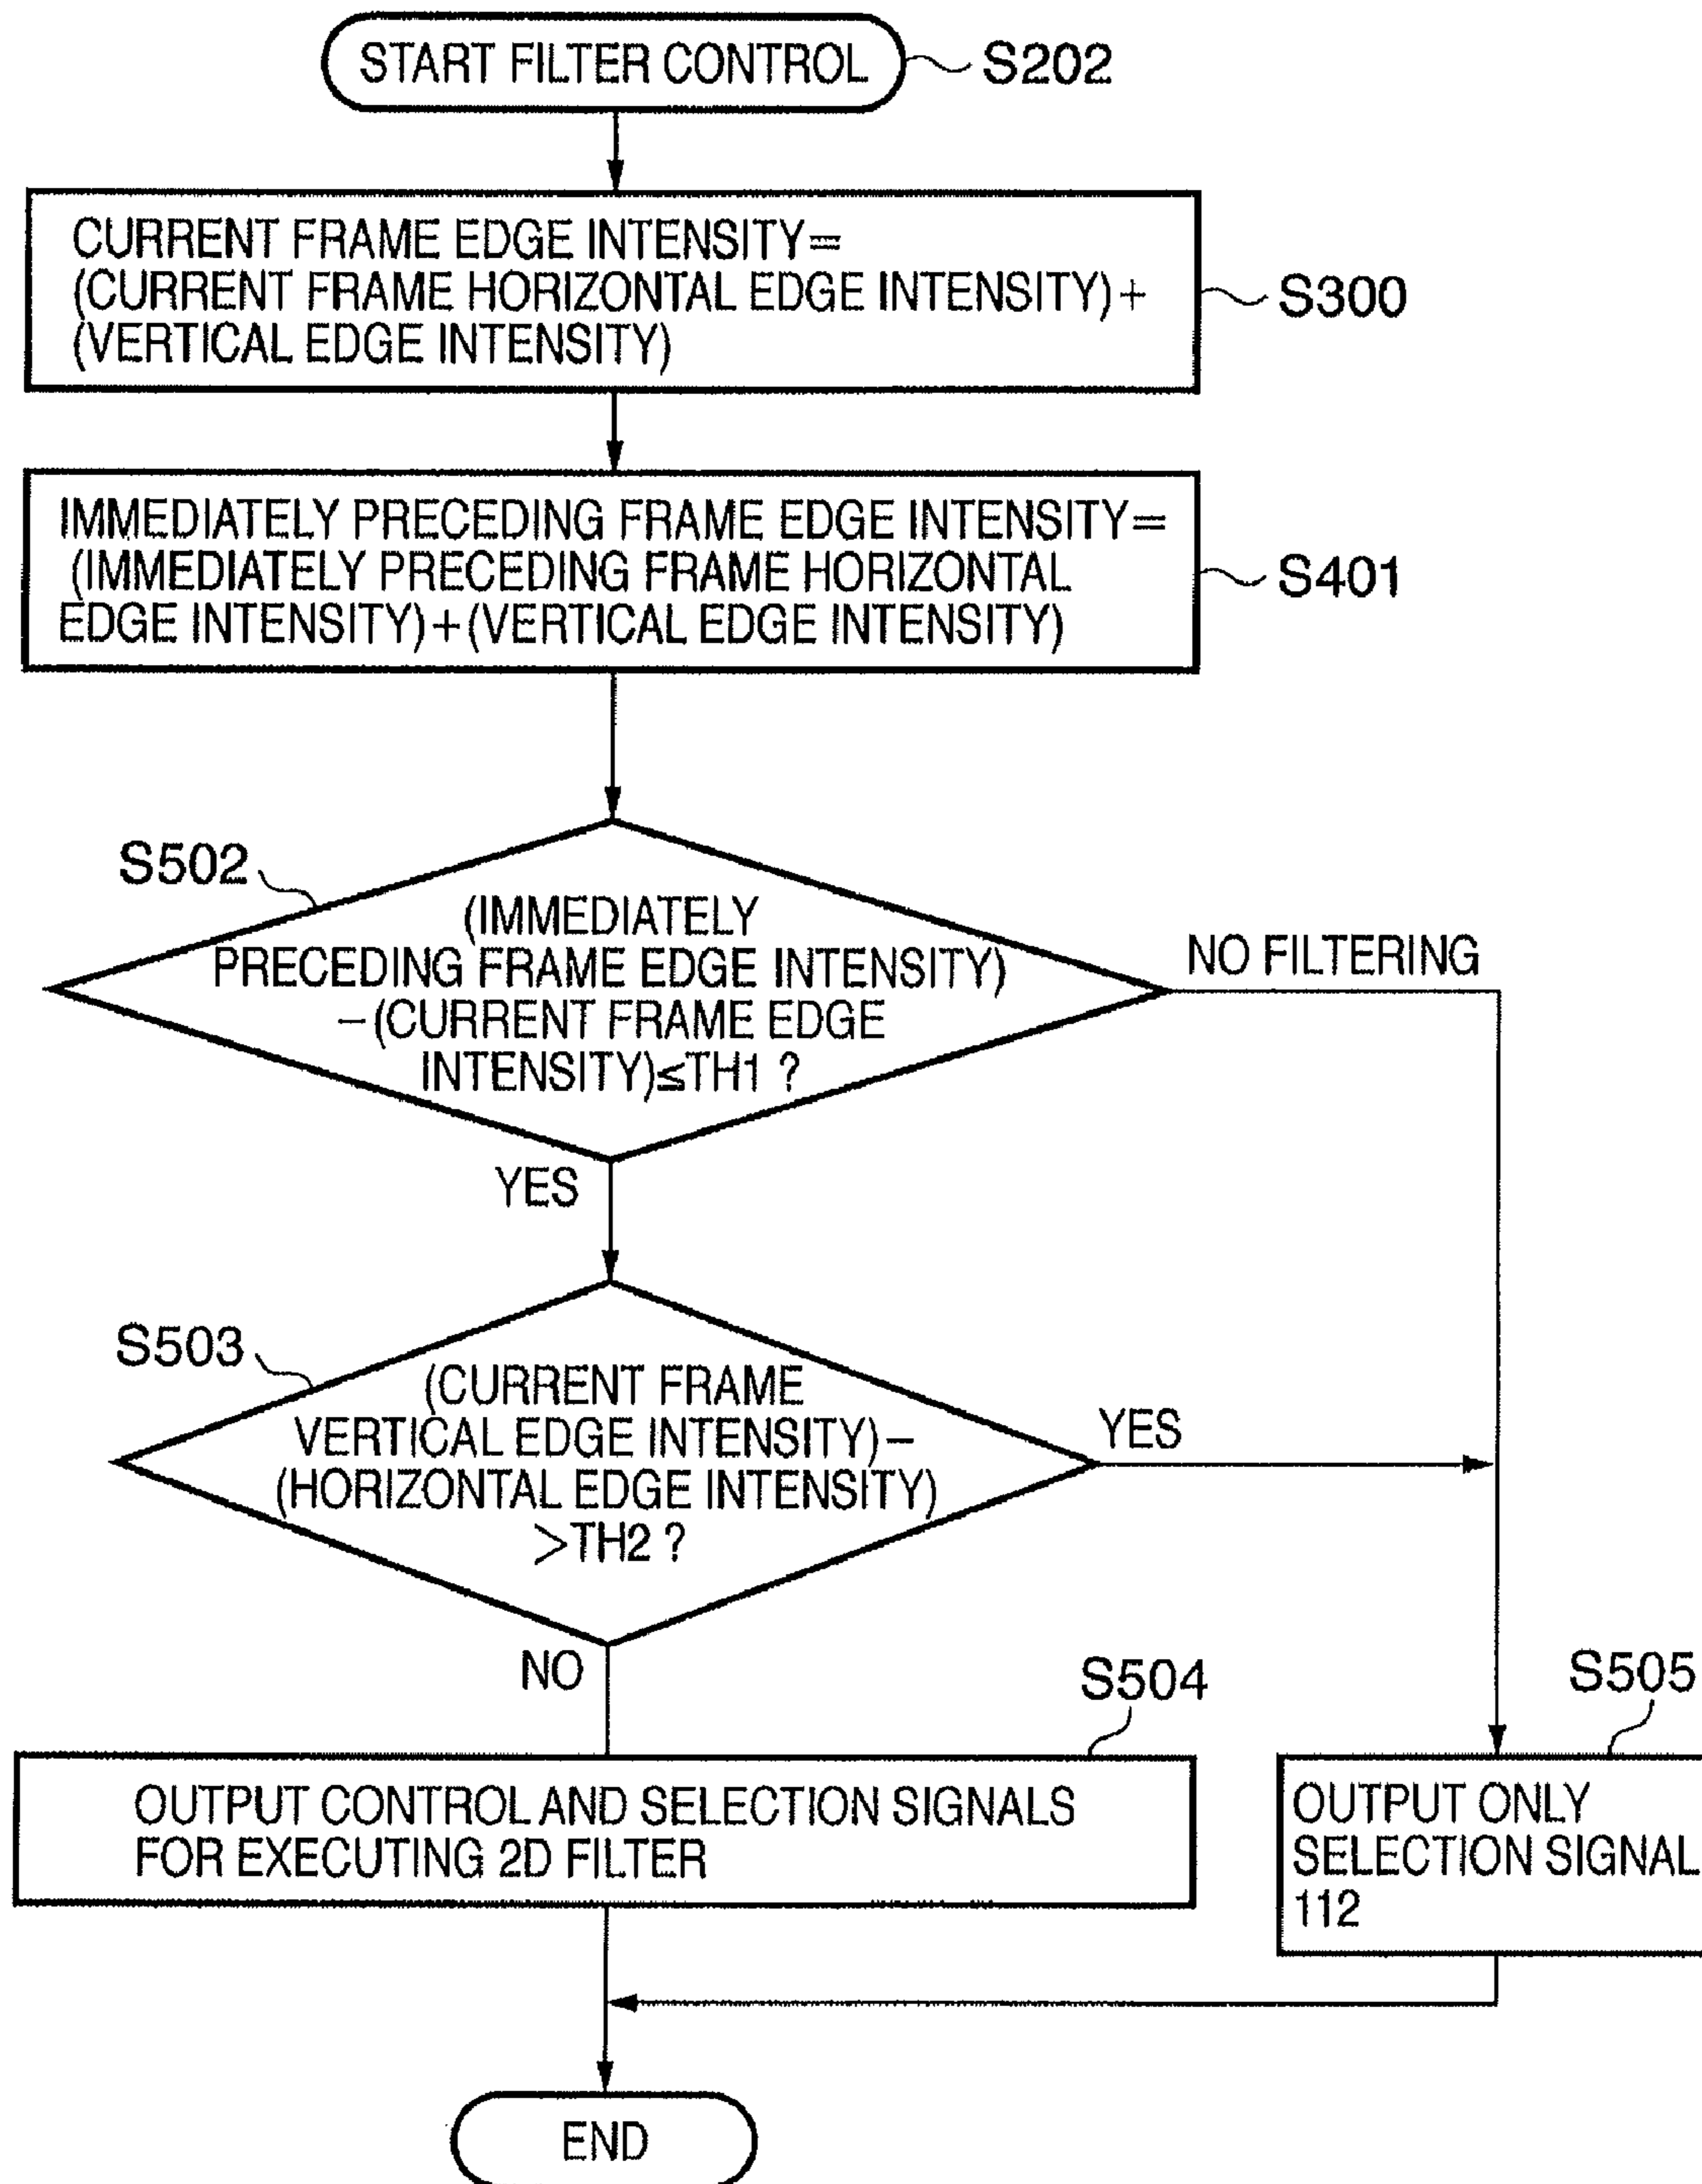 START FILTER CONTROL
S202
CURRENT FRAME EDGE INTENSITY=
(CURRENT FRAME HORIZONTAL EDGE INTENSITY)+
(VERTICAL EDGE INTENSITY)
S300
IMMEDIATELY PRECEDING FRAME EDGE INTENSITY=
(IMMEDIATELY PRECEDING FRAME HORIZONTAL
EDGE INTENSITY)+(VERTICAL EDGE INTENSITY)
S401
S502
(IMMEDIATELY
PRECEDING FRAME EDGE INTENSITY)
−(CURRENT FRAME EDGE
INTENSITY)≤TH1 ?
NO FILTERING
YES
S503
(CURRENT FRAME
VERTICAL EDGE INTENSITY)−
(HORIZONTAL EDGE INTENSITY)
>TH2 ?
YES
NO
S504
OUTPUT CONTROL AND SELECTION SIGNALS
FOR EXECUTING 2D FILTER
S505
OUTPUT ONLY
SELECTION SIGNAL
112
END